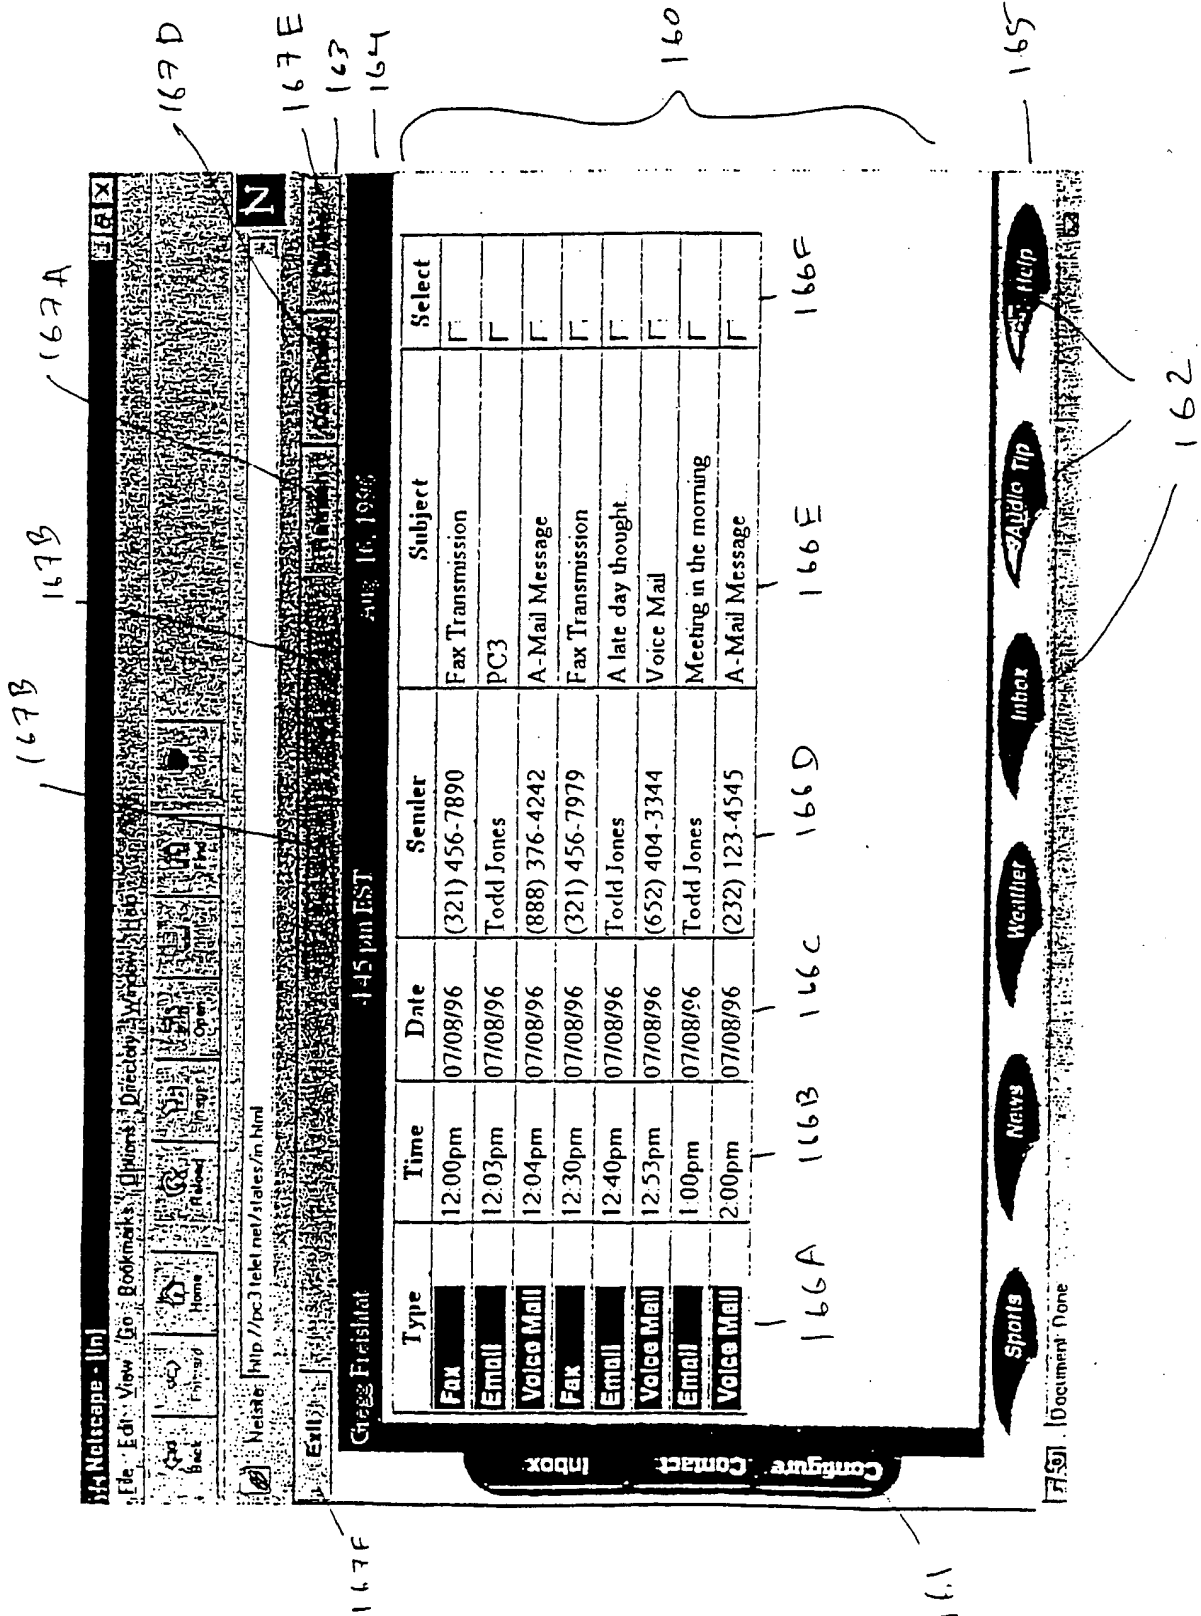 167B
167B
167A
167D
167E
163
164
Netscape - [In]
File Edit View Go Bookmarks Options Directory Window Help
Back Forward Home Reload Images Open Find Stop
Netsite: http://pc3.telet.net/states/in.html
N
Exit Download
Gregg Freishtat 4:45 pm EST Aug 16, 1996
Type Time Date Sender Subject Select
Fax 12:00pm 07/08/96 (321) 456-7890 Fax Transmission
Email 12:03pm 07/08/96 Todd Jones PC3
Voice Mail 12:04pm 07/08/96 (888) 376-4242 A-Mail Message
Fax 12:30pm 07/08/96 (321) 456-7979 Fax Transmission
Email 12:40pm 07/08/96 Todd Jones A late day thought...
Voice Mail 12:53pm 07/08/96 (652) 404-3344 Voice Mail
Email 1:00pm 07/08/96 Todd Jones Meeting in the morning
Voice Mail 2:00pm 07/08/96 (232) 123-4545 A-Mail Message
166A 166B 166C 166D 166E 166F
Inbox
Contact
Configure
Sports News Weather Inbox Audio Tip Help
Document Done
167F
161
160
165
162